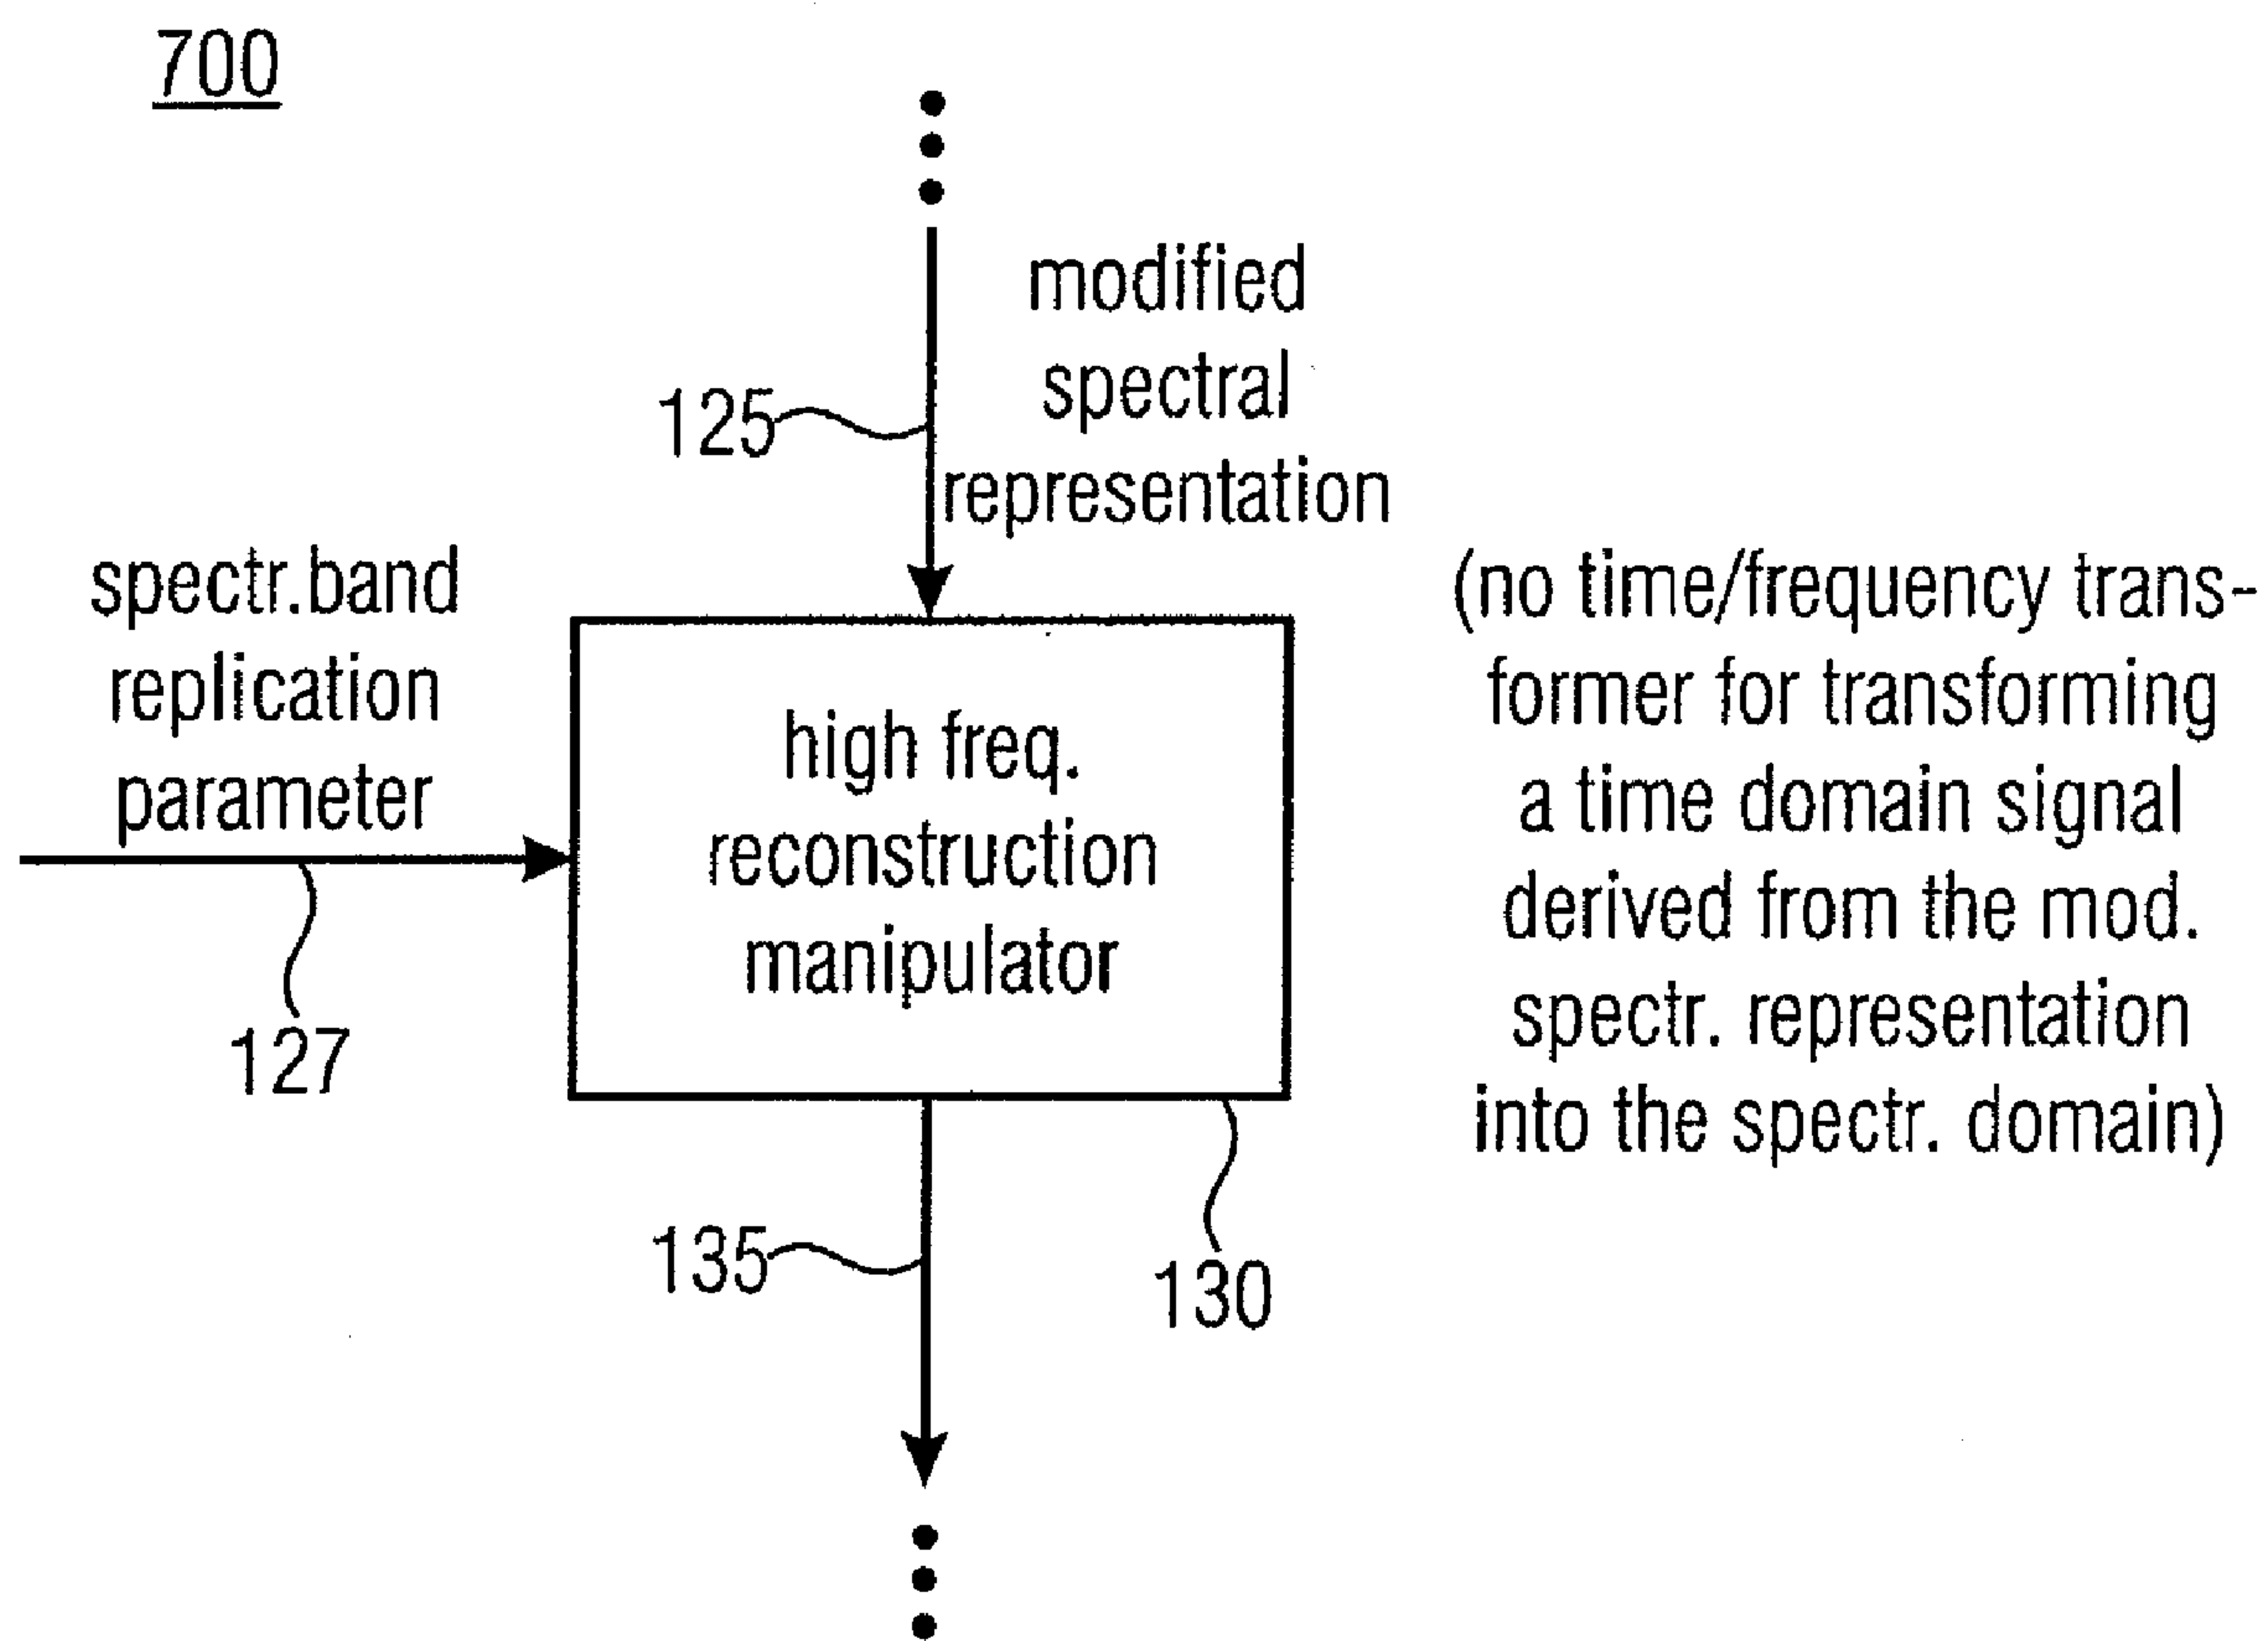 700
modified
spectral
representation
125
spectr.band
replication
parameter
127
high freq.
reconstruction
manipulator
(no time/frequency trans-
former for transforming
a time domain signal
derived from the mod.
spectr. representation
into the spectr. domain)
135
130